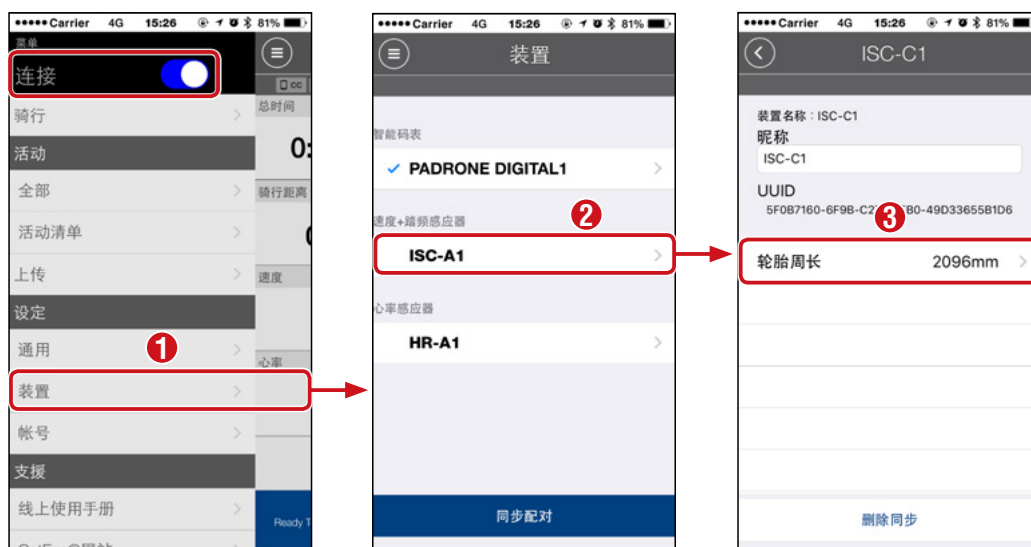 Carrier 4G 15:26 81%
菜单
连接
骑行
活动
全部
活动清单
上传
设定
通用
1
装置
帐号
支援
线上使用手册
CC
总时间
0:
骑行距离
速度
心率
Ready T
Carrier 4G 15:26 81%
装置
智能码表
PADRONE DIGITAL1
速度+踏频感应器
2
ISC-A1
心率感应器
HR-A1
同步配对
Carrier 4G 15:26 81%
ISC-C1
装置名称:ISC-C1
昵称
ISC-C1
UUID
5F0B7160-6F9B-C2 B0-49D33655B1D6
3
轮胎周长 2096mm
删除同步